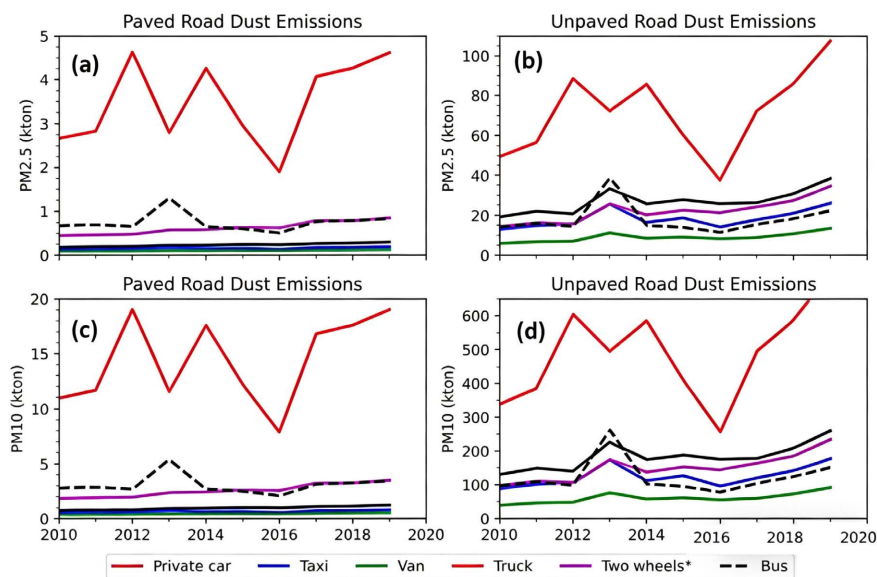 Paved Road Dust Emissions
Unpaved Road Dust Emissions
5
4
3
2
1
0
PM2.5 (kton)
(a)
100
80
60
40
20
0
PM2.5 (kton)
(b)
Paved Road Dust Emissions
Unpaved Road Dust Emissions
20
15
10
5
0
PM10 (kton)
(c)
2010 2012 2014 2016 2018 2020
600
500
400
300
200
100
0
PM10 (kton)
(d)
2010 2012 2014 2016 2018 2020
Private car Taxi Van Truck Two wheels* Bus